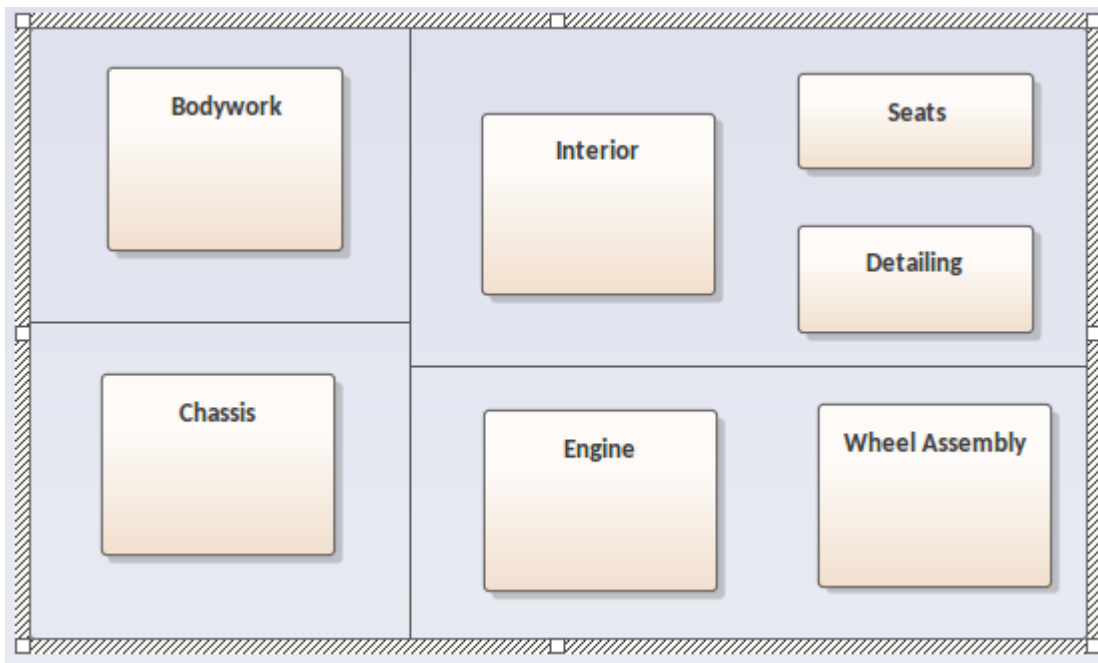 Bodywork
Interior
Seats
Detailing
Chassis
Engine
Wheel Assembly